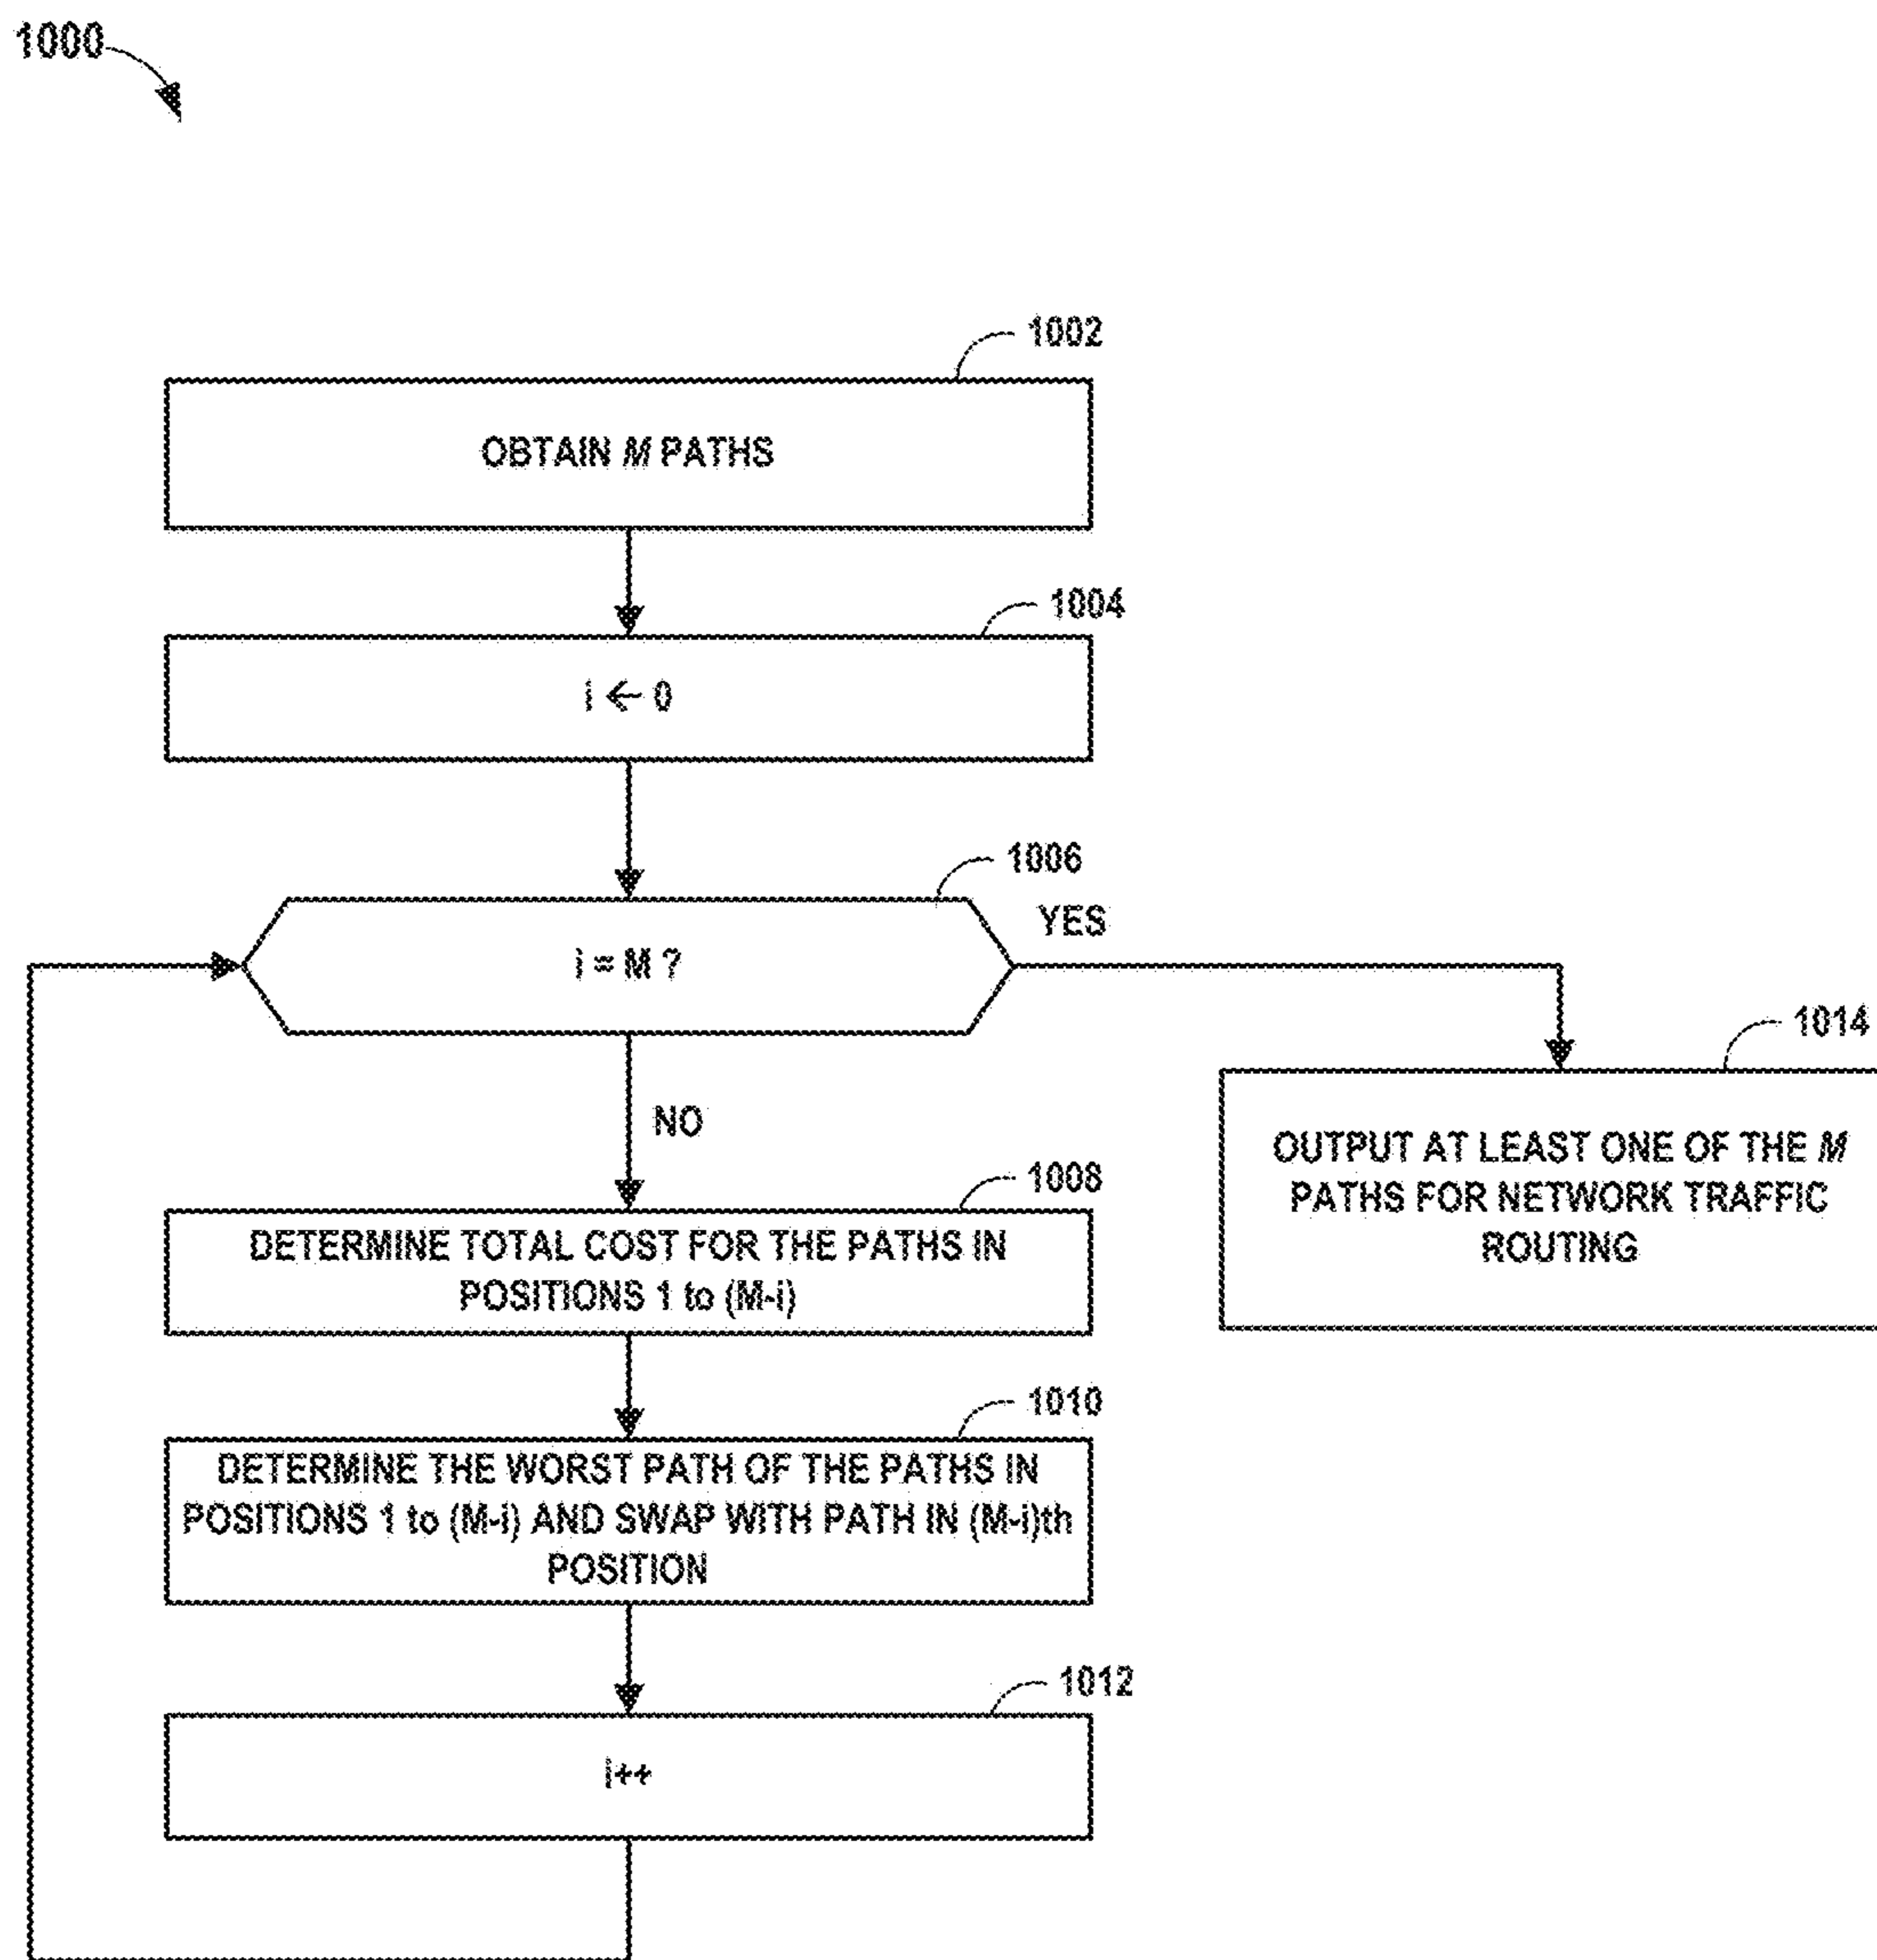 1000
1002
OBTAIN M PATHS
1004
i ← 0
1006
i = M ?
YES
NO
1008
DETERMINE TOTAL COST FOR THE PATHS IN
POSITIONS 1 to (M-i)
1010
DETERMINE THE WORST PATH OF THE PATHS IN
POSITIONS 1 to (M-i) AND SWAP WITH PATH IN (M-i)th
POSITION
1012
i++
1014
OUTPUT AT LEAST ONE OF THE M
PATHS FOR NETWORK TRAFFIC
ROUTING